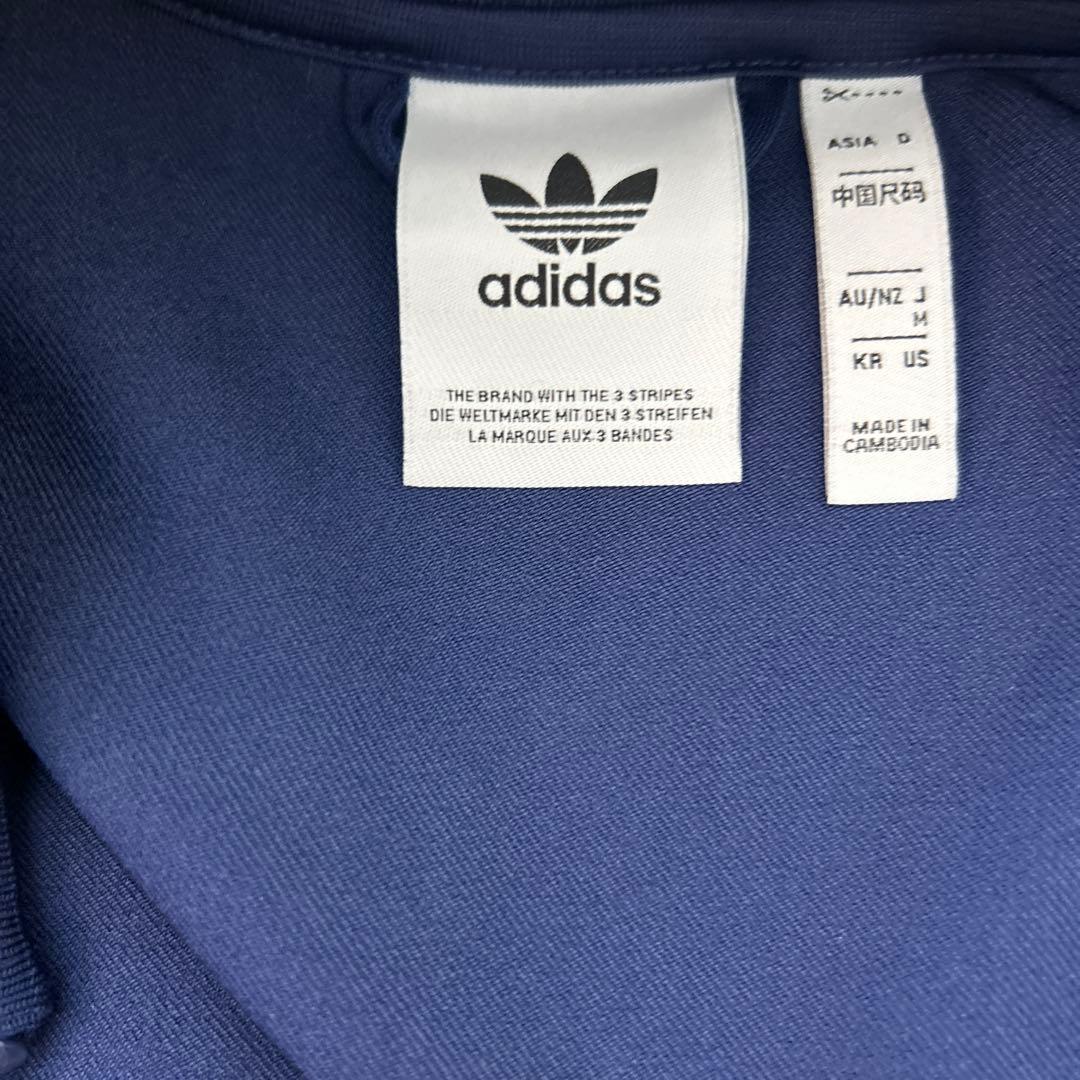 adidas
THE BRAND WITH THE 3 STRIPES
DIE WELTMARKE MIT DEN 3 STREIFEN
LA MARQUE AUX 3 BANDES
ASIA D
中国尺码
AU/NZ J
M
KR US
MADE IN
CAMBODIA